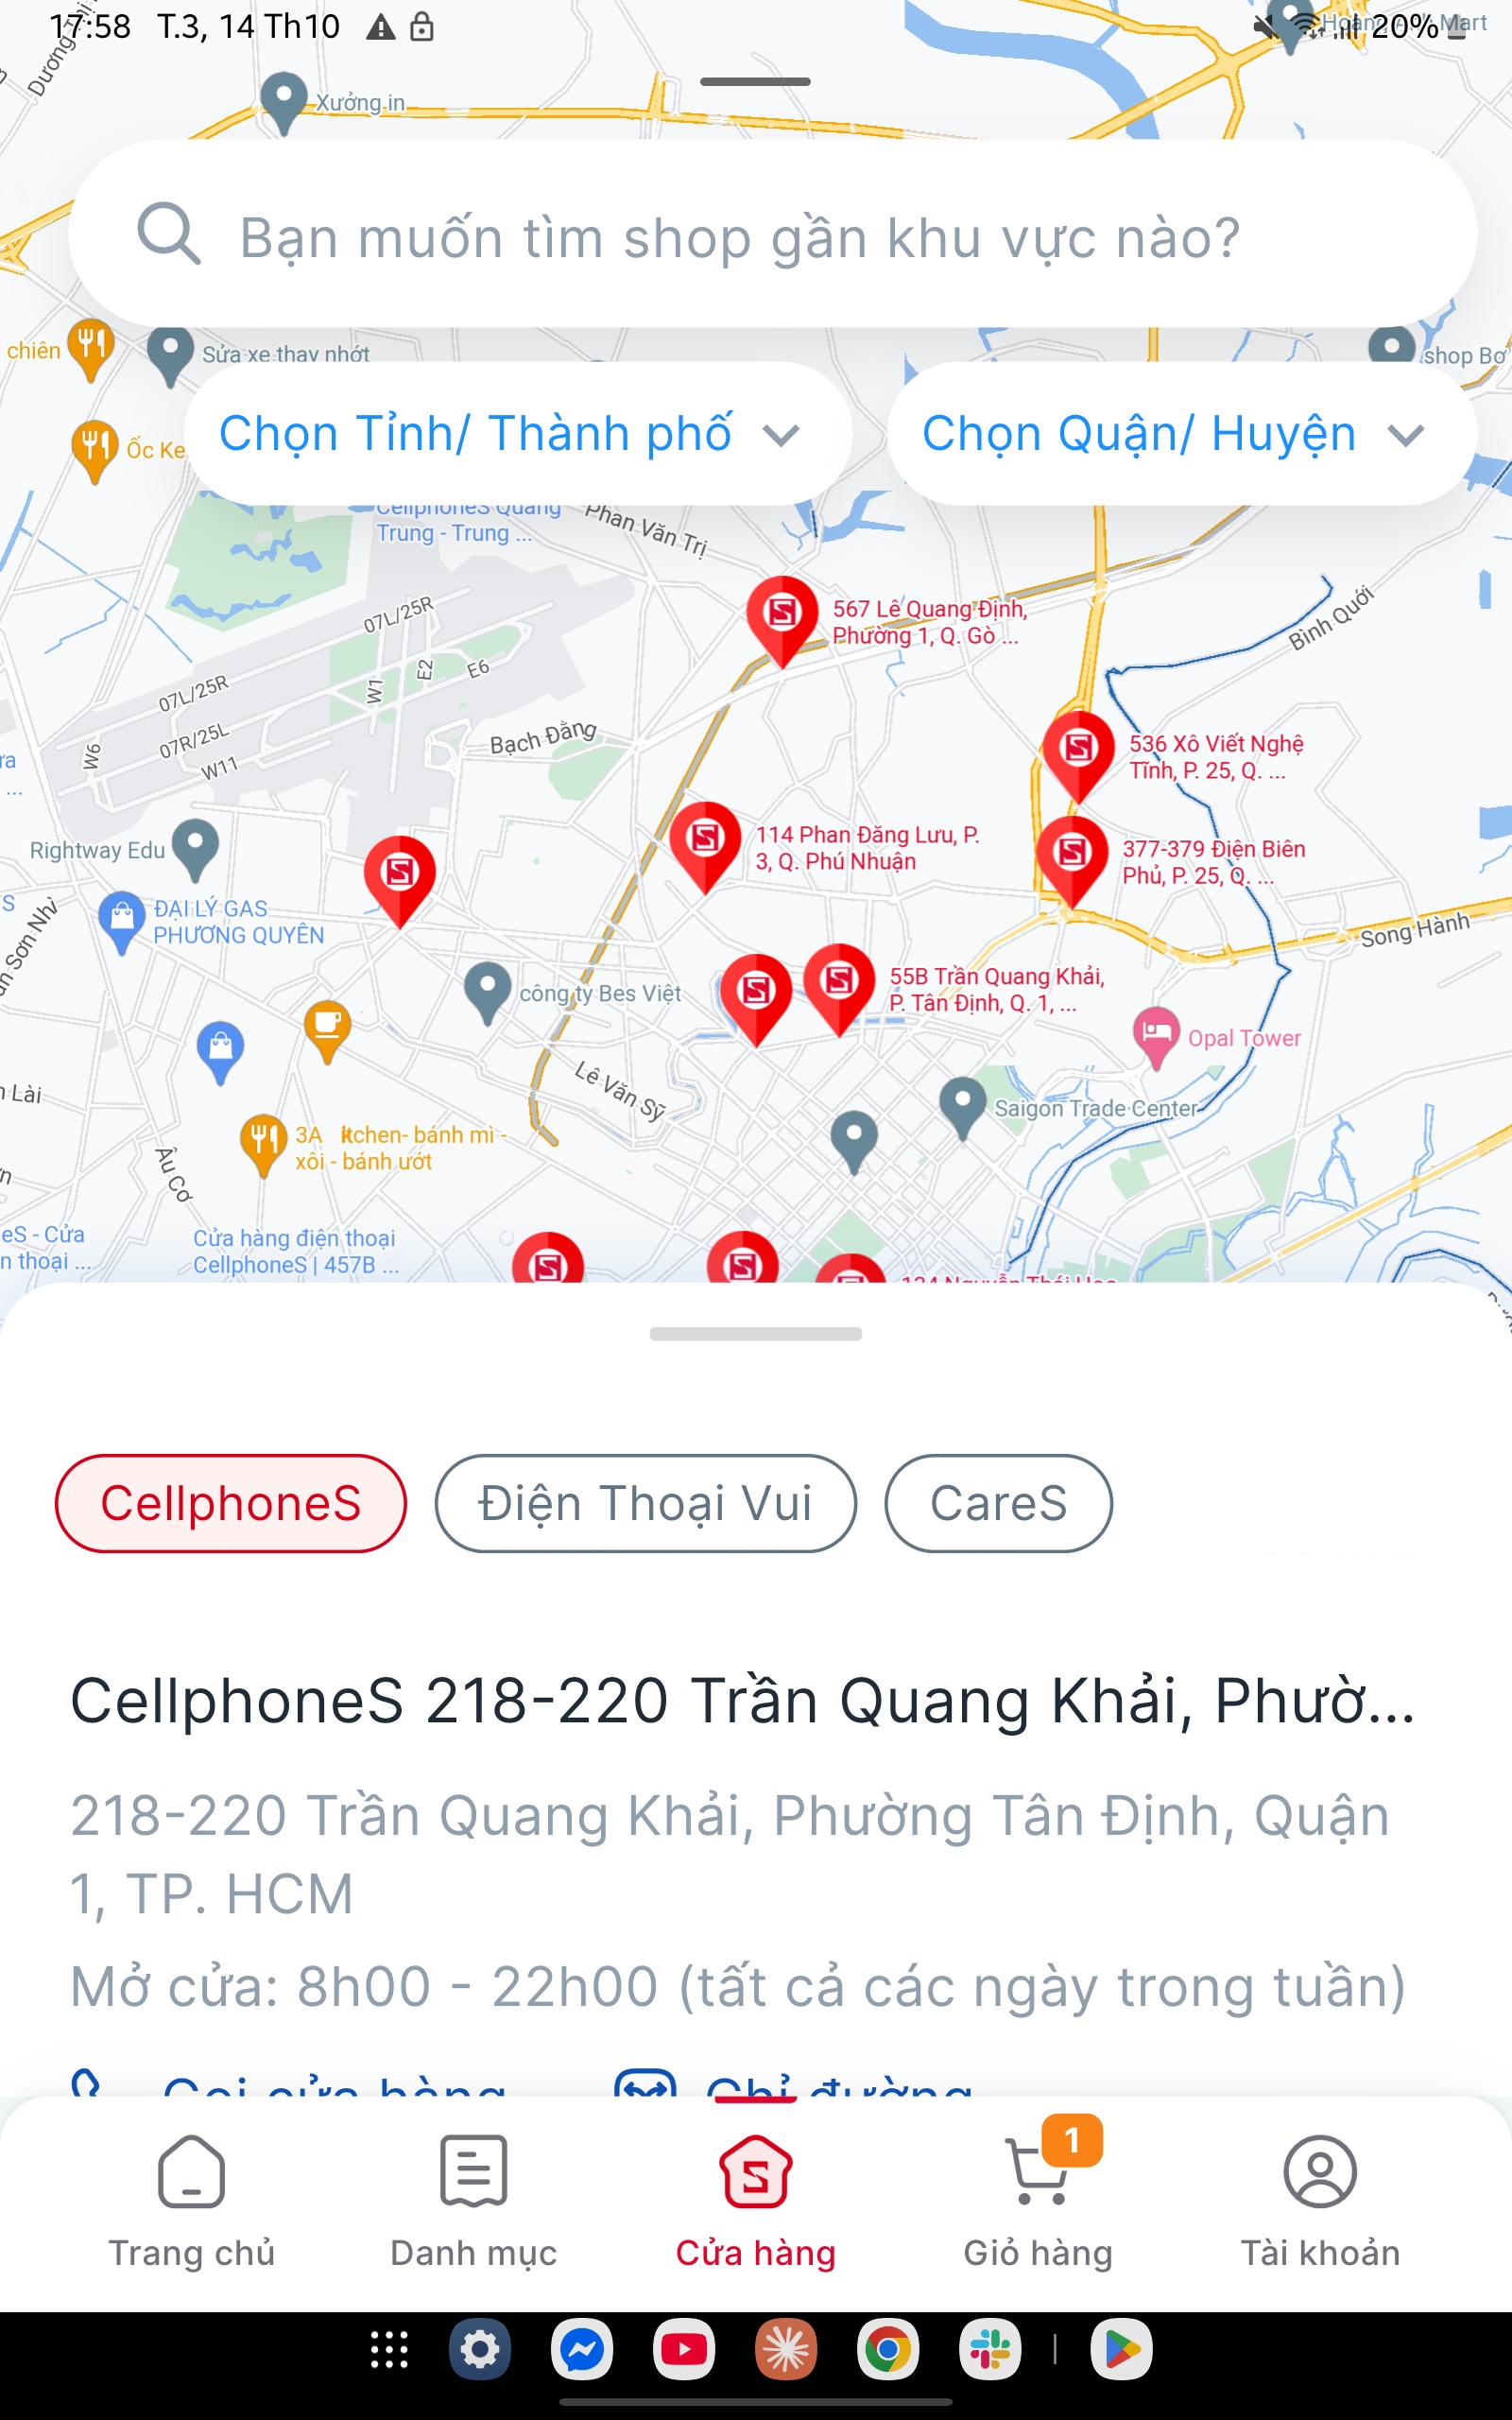 17:58 T.3, 14 Th10
20%
Mart
Dương Thị
Xưởng in
Bạn muốn tìm shop gần khu vực nào?
chiên
Sửa xe thay nhớt
shop Bơ
Ốc Ke
Chọn Tỉnh/ Thành phố
Chọn Quận/ Huyện
CellphoneS Quang
Trung - Trung ...
Phan Văn Trị
07L/25R
567 Lê Quang Định,
Phường 1, Q. Gò ...
Bình Quới
E2
E6
W1
07L/25R
07R/25L
W6
W11
Bạch Đằng
536 Xô Viết Nghệ
Tĩnh, P. 25, Q. ...
114 Phan Đăng Lưu, P.
3, Q. Phú Nhuận
377-379 Điện Biên
Phủ, P. 25, Q. ...
Rightway Edu
ĐẠI LÝ GAS
PHƯƠNG QUYÊN
Song Hành
công ty Bes Việt
55B Trần Quang Khải,
P. Tân Định, Q. 1, ...
Opal Tower
Lê Văn Sỹ
Saigon Trade Center
Lài
3A kitchen- bánh mì -
xôi - bánh ướt
Âu Cơ
eS - Cửa
n thoại ...
Cửa hàng điện thoại
CellphoneS | 457B ...
CellphoneS
Điện Thoại Vui
CareS
CellphoneS 218-220 Trần Quang Khải, Phườ...
218-220 Trần Quang Khải, Phường Tân Định, Quận
1, TP. HCM
Mở cửa: 8h00 - 22h00 (tất cả các ngày trong tuần)
Gọi cửa hàng
Chỉ đường
1
Trang chủ
Danh mục
Cửa hàng
Giỏ hàng
Tài khoản